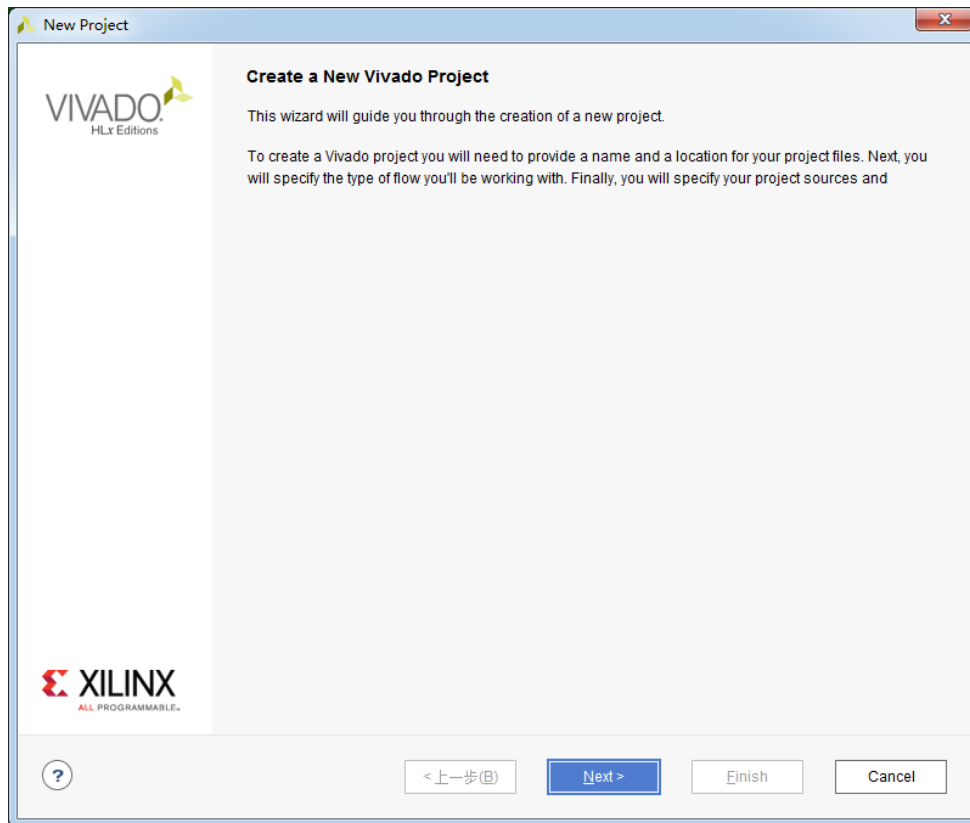 New Project
VIVADO.
HLx Editions
Create a New Vivado Project
This wizard will guide you through the creation of a new project.
To create a Vivado project you will need to provide a name and a location for your project files. Next, you
will specify the type of flow you'll be working with. Finally, you will specify your project sources and
XILINX
ALL PROGRAMMABLE™
?
<上一步(B)
Next >
Finish
Cancel